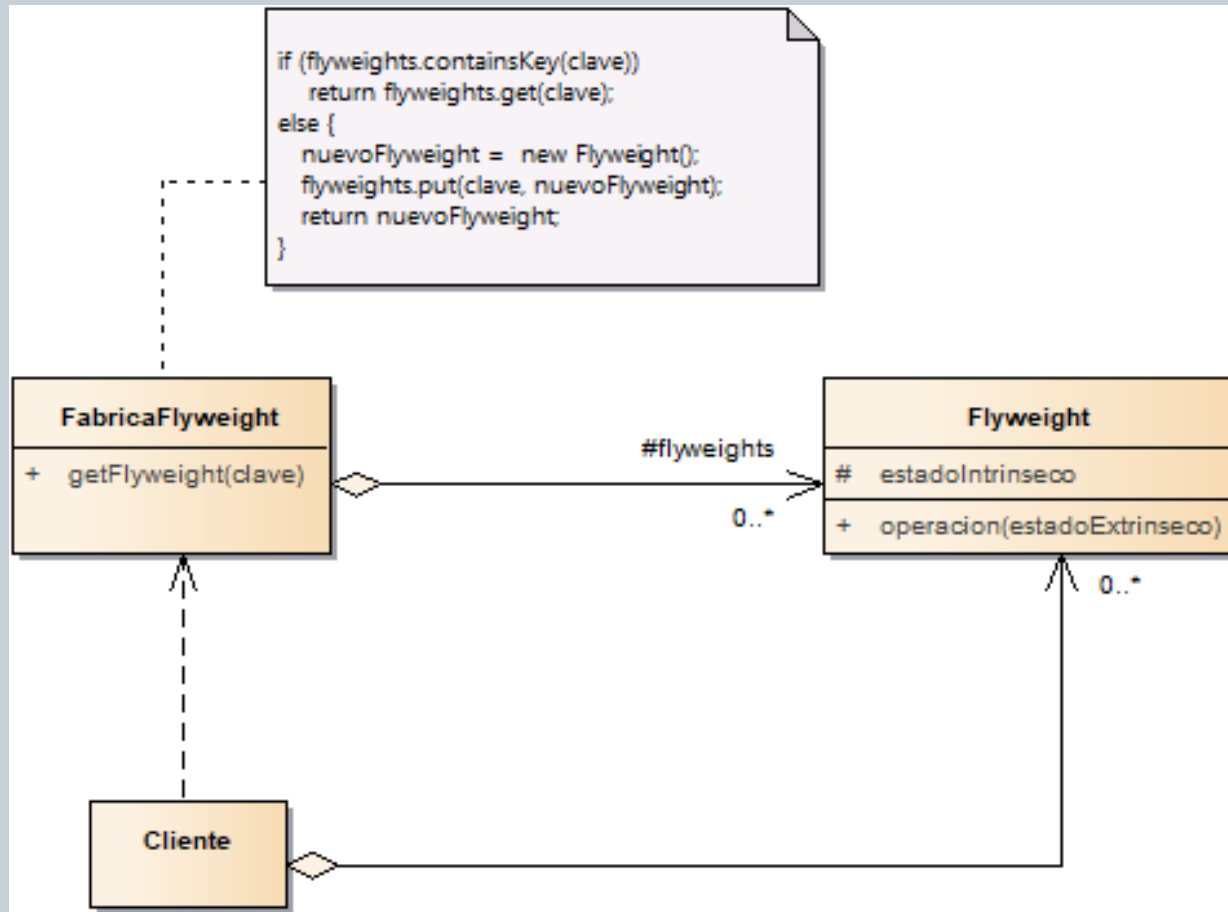 if (flyweights.containsKey(clave))
return flyweights.get(clave);
else {
nuevoFlyweight = new Flyweight();
flyweights.put(clave, nuevoFlyweight);
return nuevoFlyweight;
}
FabricaFlyweight
+ getFlyweight(clave)
#flyweights
0..*
Flyweight
# estadoIntrinseco
+ operacion(estadoExtrinseco)
0..*
Cliente